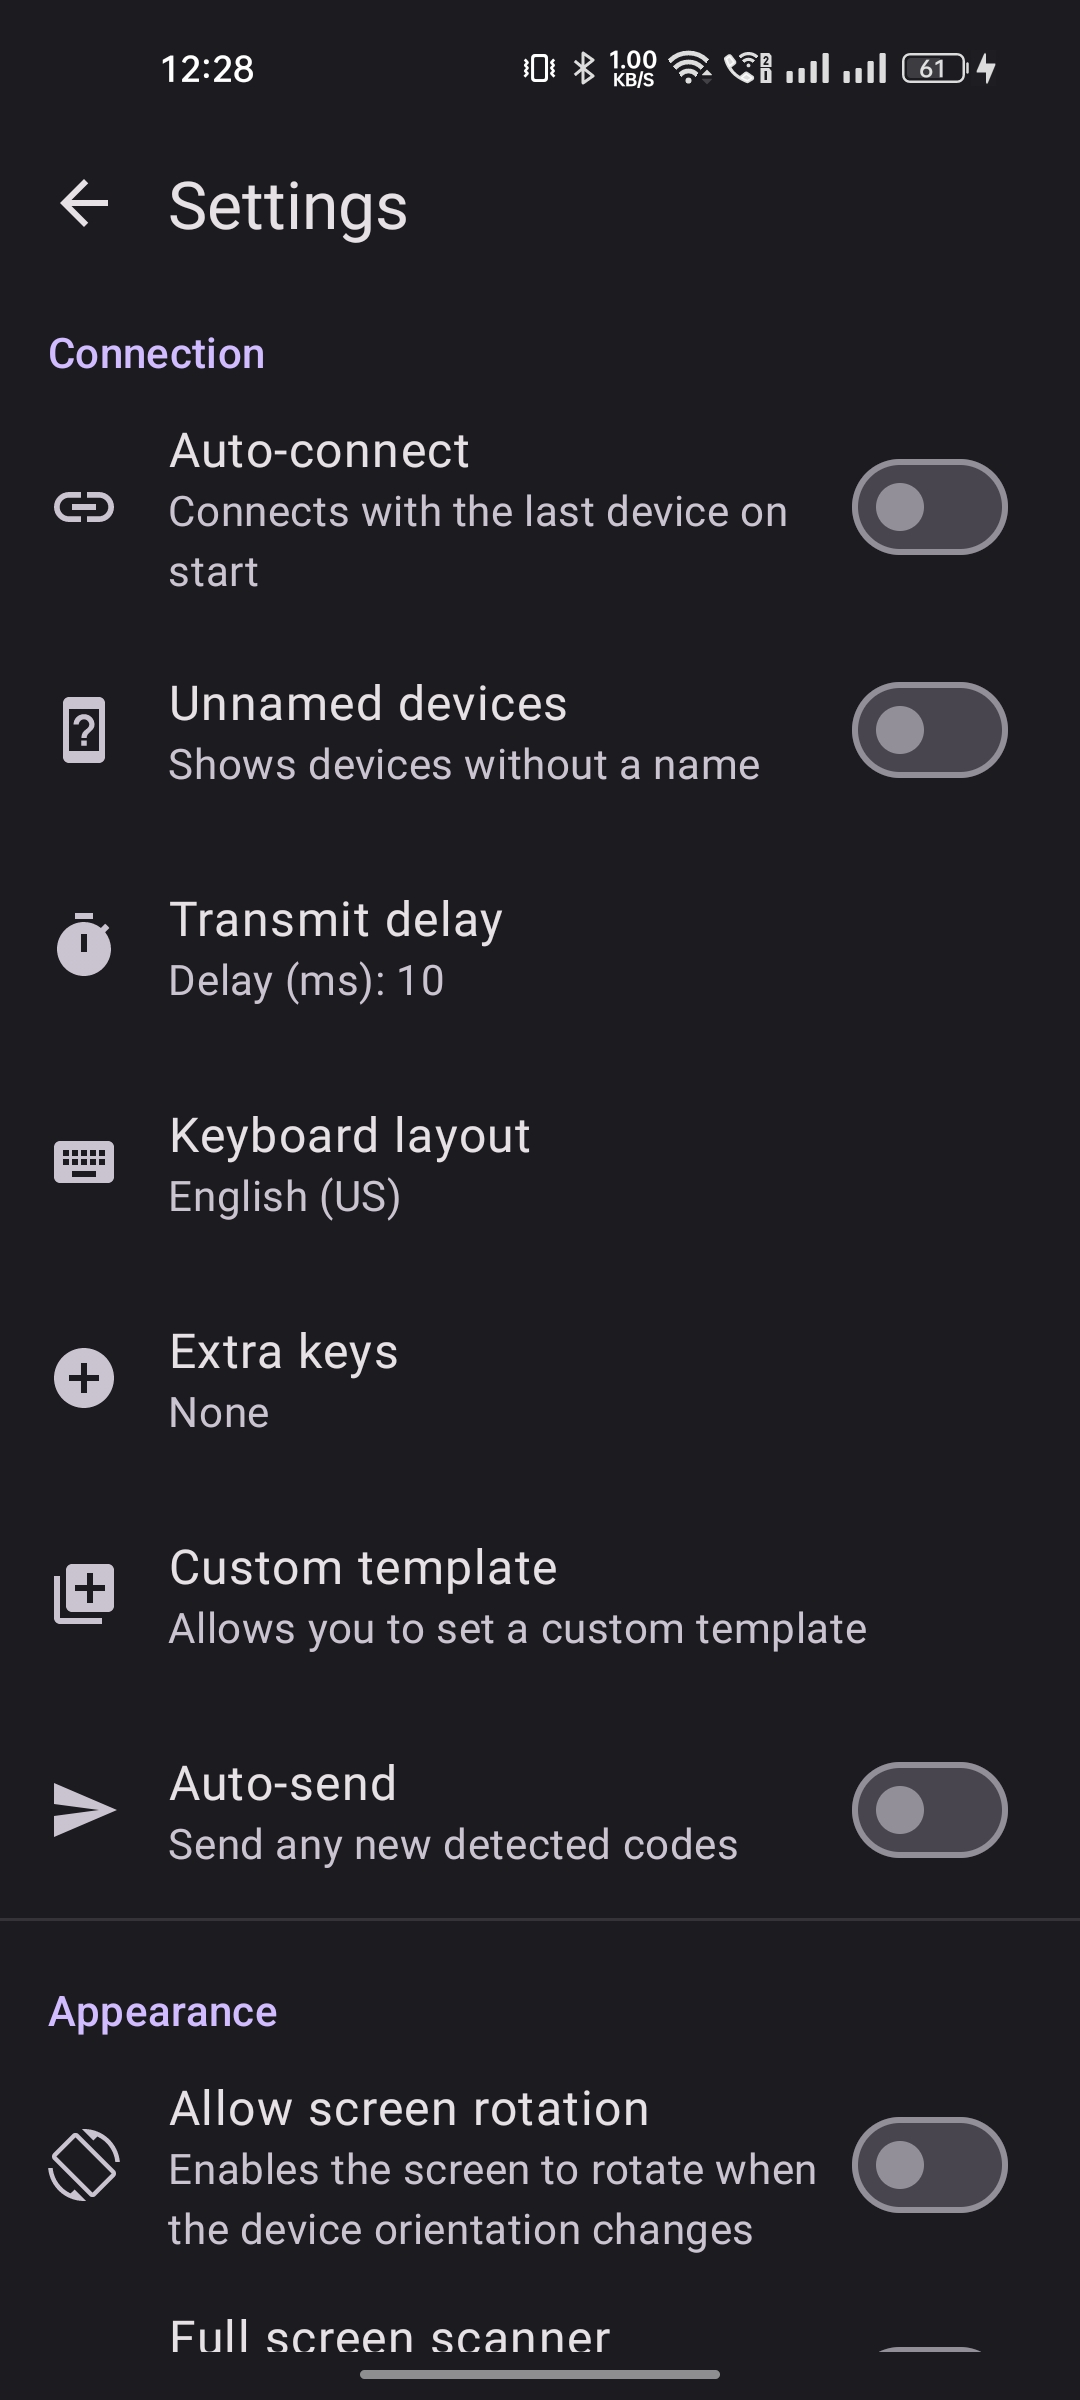 12:28
1.00
KB/S
2
1
61
Settings
Connection
Auto-connect
Connects with the last device on
start
Unnamed devices
Shows devices without a name
Transmit delay
Delay (ms): 10
Keyboard layout
English (US)
Extra keys
None
Custom template
Allows you to set a custom template
Auto-send
Send any new detected codes
Appearance
Allow screen rotation
Enables the screen to rotate when
the device orientation changes
Full screen scanner